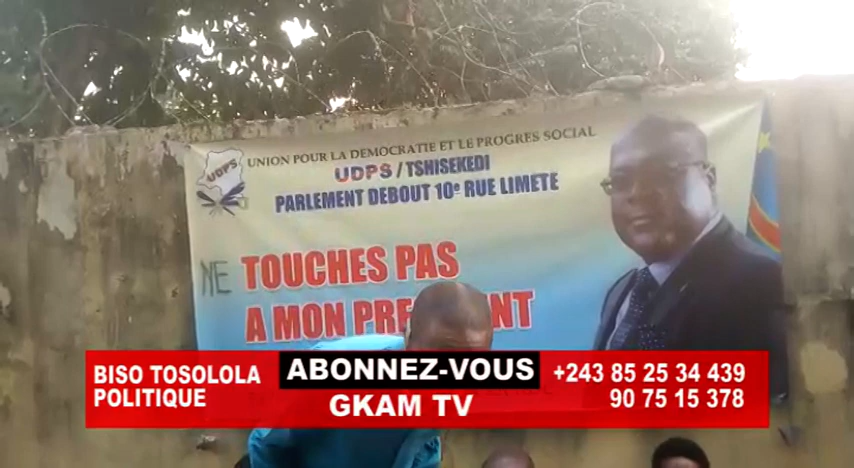 UDPS
UNION POUR LA DEMOCRATIE ET LE PROGRES SOCIAL
UDPS / TSHISEKEDI
PARLEMENT DEBOUT 10e RUE LIMETE
NE TOUCHES PAS
A MON PRE NT
BISO TOSOLOLA
POLITIQUE
ABONNEZ-VOUS
GKAM TV
+243 85 25 34 439
90 75 15 378